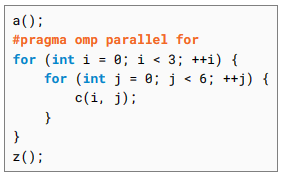 a();
#pragma omp parallel for
for (int i = 0; i < 3; ++i) {
    for (int j = 0; j < 6; ++j) {
        c(i, j);
    }
}
z();